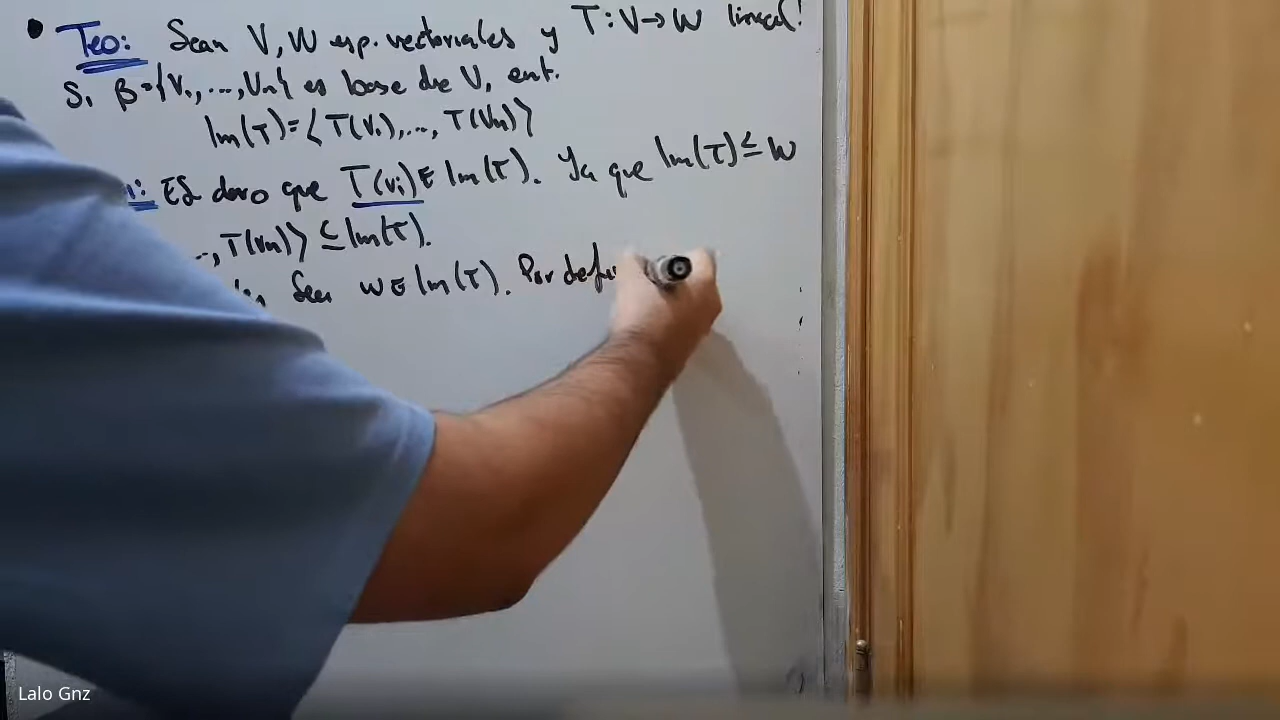 • Teo: Sean V, W esp. vectoriales y T: V→W lineal!
Si β={V₁,...,Vn} es base de V, ent.
Im(T)=⟨T(V₁),..., T(Vn)⟩
: Es claro que T(vi)∈ Im(T). Ya que Im(T)≤W
.., T(Vn)⟩ ⊆ Im(T).
Sea w∈Im(T). Por defi
Lalo Gnz